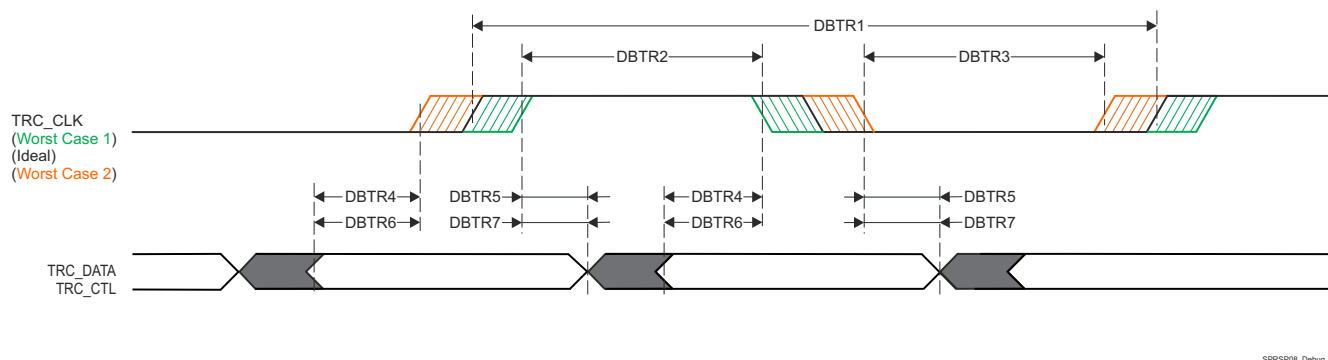 DBTR1
DBTR2
DBTR3
TRC_CLK
(Worst Case 1)
(Ideal)
(Worst Case 2)
DBTR4 DBTR5 DBTR4 DBTR5
DBTR6 DBTR7 DBTR6 DBTR7
TRC_DATA
TRC_CTL
SPRSP08_Debug